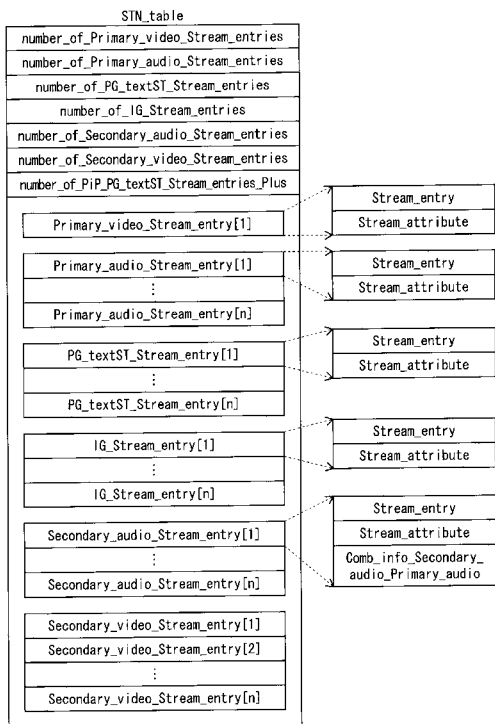 STN_table
number_of_Primary_video_Stream_entries
number_of_Primary_audio_Stream_entries
number_of_PG_textST_Stream_entries
number_of_IG_Stream_entries
number_of_Secondary_audio_Stream_entries
number_of_Secondary_video_Stream_entries
number_of_PiP_PG_textST_Stream_entries_Plus
Primary_video_Stream_entry[1]
Stream_entry
Stream_attribute
Primary_audio_Stream_entry[1]
⋮
Primary_audio_Stream_entry[n]
Stream_entry
Stream_attribute
PG_textST_Stream_entry[1]
⋮
PG_textST_Stream_entry[n]
Stream_entry
Stream_attribute
IG_Stream_entry[1]
⋮
IG_Stream_entry[n]
Stream_entry
Stream_attribute
Secondary_audio_Stream_entry[1]
⋮
Secondary_audio_Stream_entry[n]
Stream_entry
Stream_attribute
Comb_info_Secondary_
audio_Primary_audio
Secondary_video_Stream_entry[1]
Secondary_video_Stream_entry[2]
⋮
Secondary_video_Stream_entry[n]